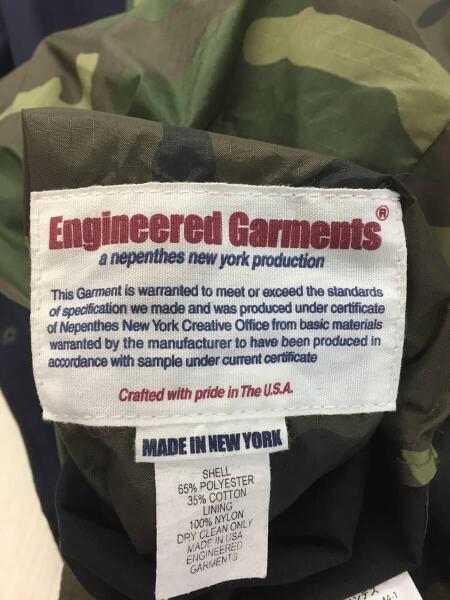 Engineered Garments®
a nepenthes new york production
This Garment is warranted to meet or exceed the standards
of specification we made and was produced under certificate
of Nepenthes New York Creative Office from basic materials
warranted by the manufacturer to have been produced in
accordance with sample under current certificate
Crafted with pride in The U.S.A.
MADE IN NEW YORK
SHELL
65% POLYESTER
35% COTTON
LINING
100% NYLON
DRY CLEAN ONLY
MADE IN USA
ENGINEERED
GARMENTS